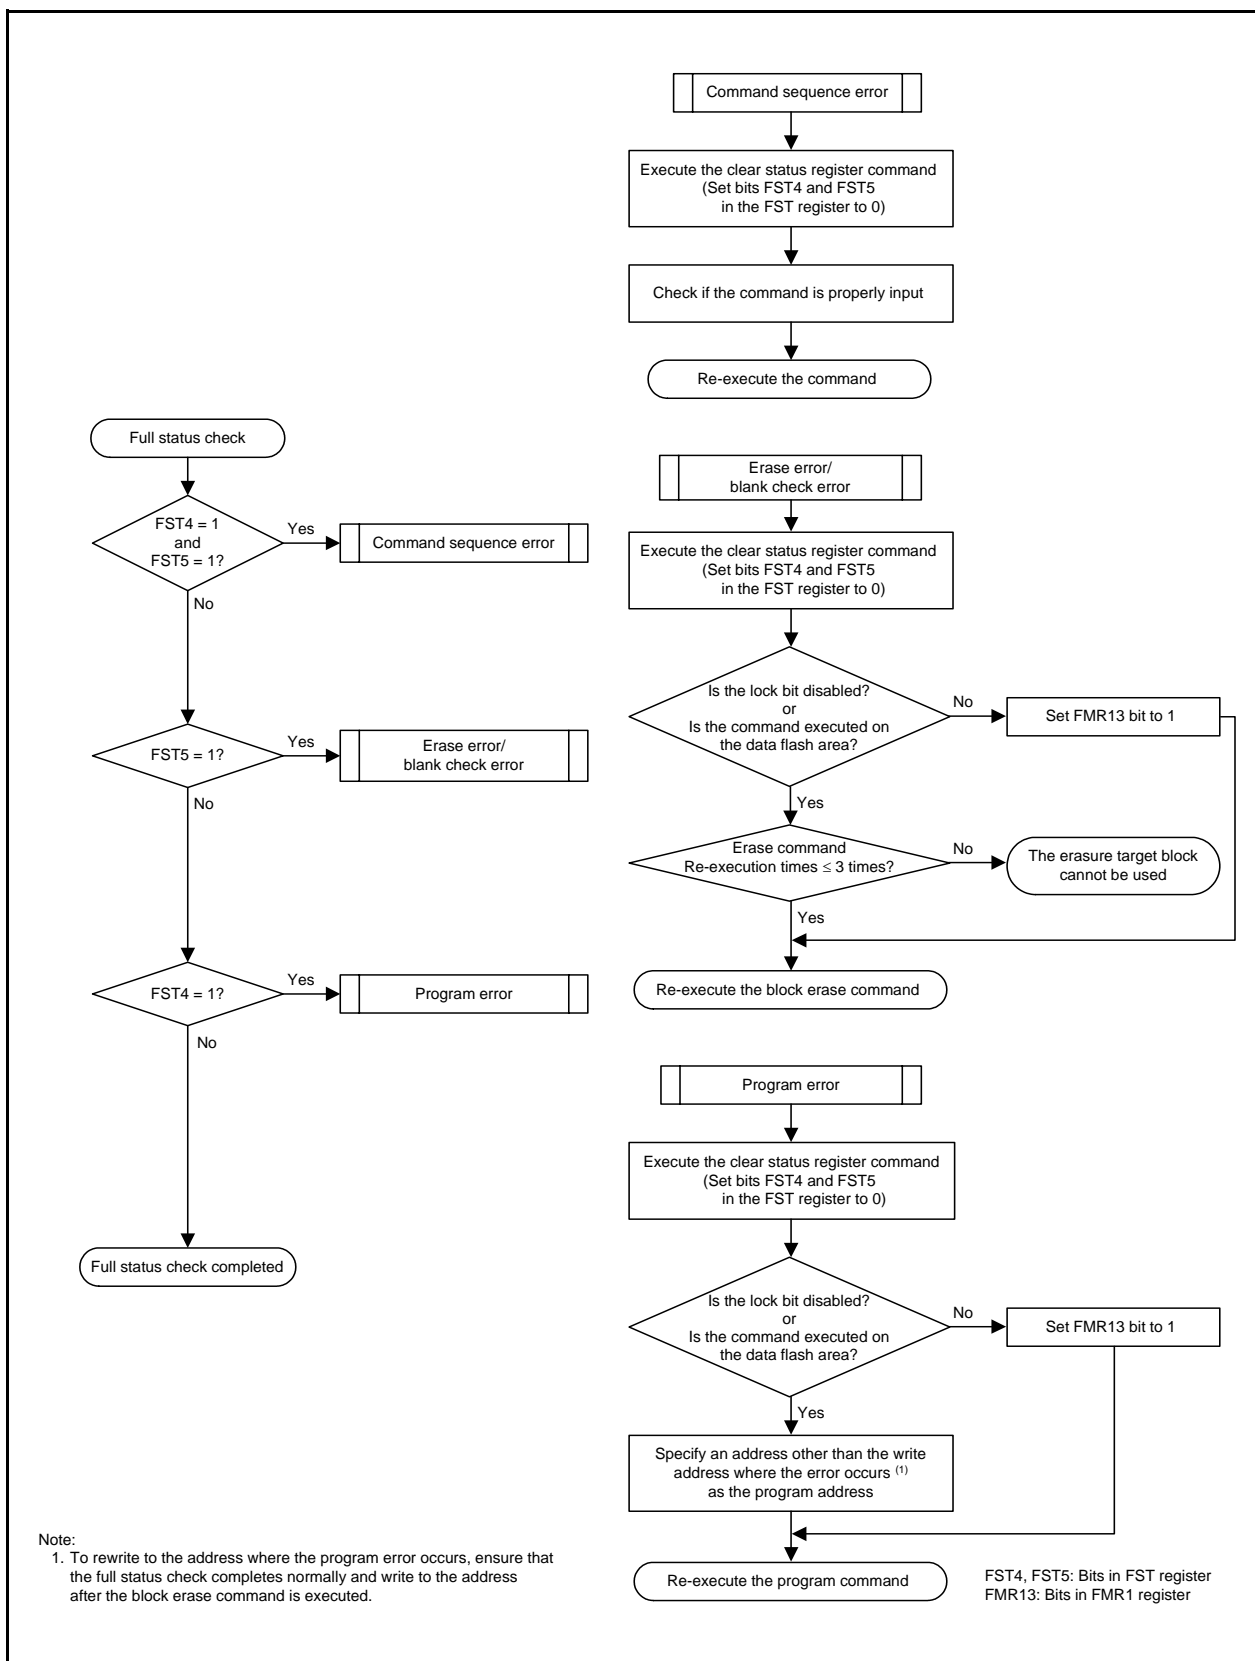 Command sequence error
Execute the clear status register command
(Set bits FST4 and FST5
in the FST register to 0)
Check if the command is properly input
Re-execute the command
Full status check
FST4 = 1
and
FST5 = 1?
Yes
Command sequence error
No
FST5 = 1?
Yes
Erase error/
blank check error
No
FST4 = 1?
Yes
Program error
No
Full status check completed
Erase error/
blank check error
Execute the clear status register command
(Set bits FST4 and FST5
in the FST register to 0)
Is the lock bit disabled?
or
Is the command executed on
the data flash area?
No
Set FMR13 bit to 1
Yes
Erase command
Re-execution times ≤ 3 times?
No
The erasure target block
cannot be used
Yes
Re-execute the block erase command
Program error
Execute the clear status register command
(Set bits FST4 and FST5
in the FST register to 0)
Is the lock bit disabled?
or
Is the command executed on
the data flash area?
No
Set FMR13 bit to 1
Yes
Specify an address other than the write
address where the error occurs (1)
as the program address
Re-execute the program command
Note:
1. To rewrite to the address where the program error occurs, ensure that
the full status check completes normally and write to the address
after the block erase command is executed.
FST4, FST5: Bits in FST register
FMR13: Bits in FMR1 register